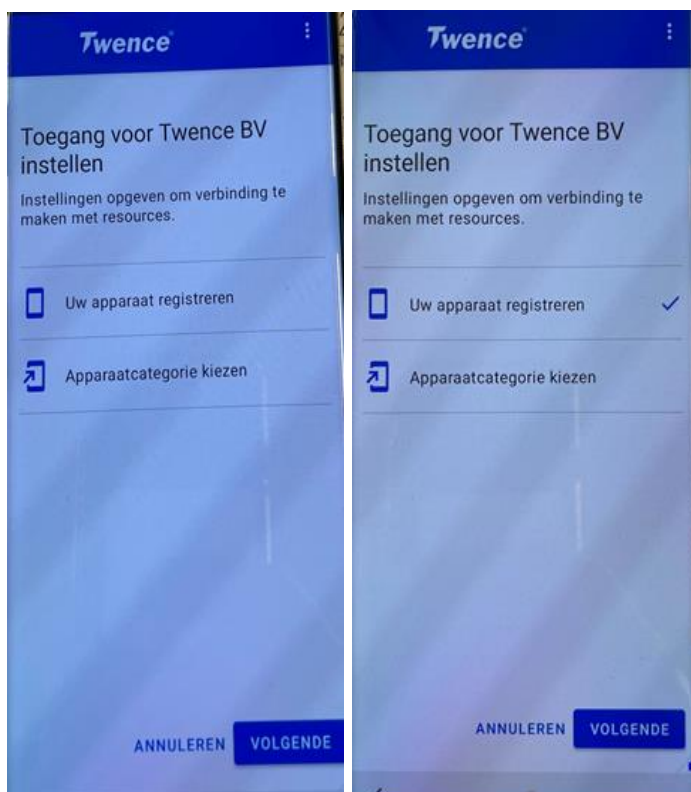 Twence
Toegang voor Twence BV
instellen
Instellingen opgeven om verbinding te
maken met resources.
Uw apparaat registreren
Apparaatcategorie kiezen
ANNULEREN
VOLGENDE
Twence
Toegang voor Twence BV
instellen
Instellingen opgeven om verbinding te
maken met resources.
Uw apparaat registreren
Apparaatcategorie kiezen
ANNULEREN
VOLGENDE